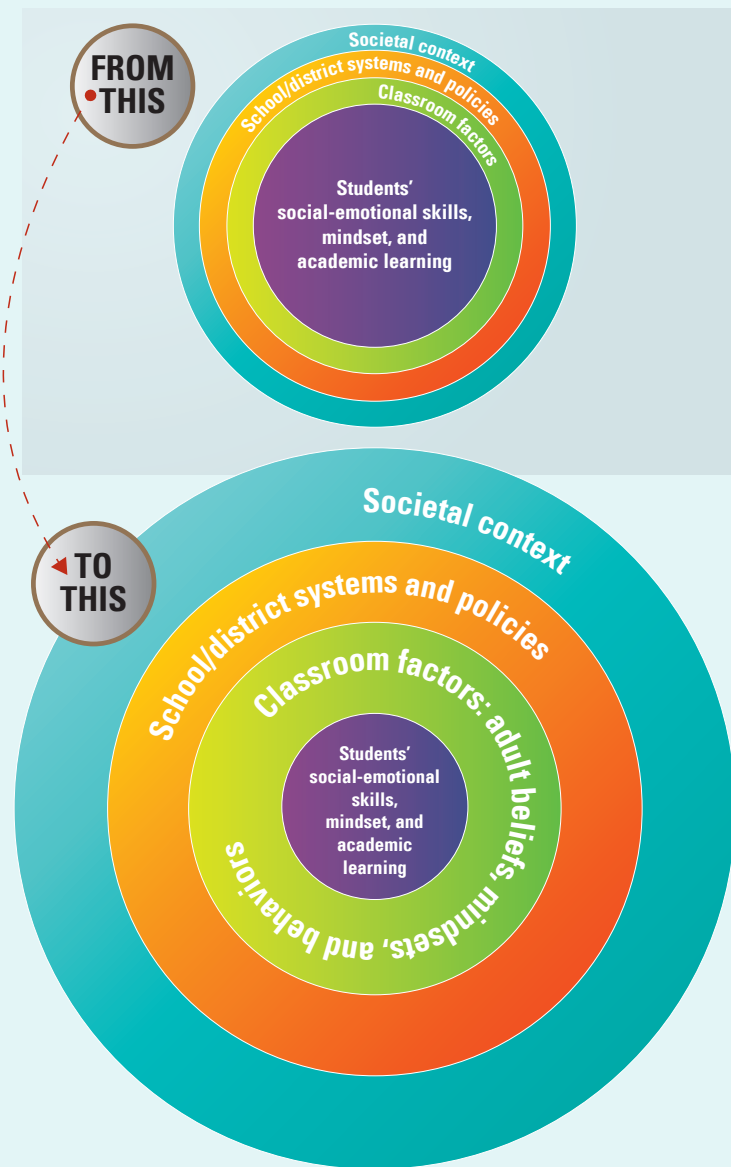 FROM
THIS
Societal context
School/district systems and policies
Classroom factors
Students’
social-emotional skills,
mindset, and
academic learning
TO
THIS
Societal context
School/district systems and policies
Classroom factors: adult beliefs, mindsets, and behaviors
Students’
social-emotional
skills,
mindset, and
academic
learning